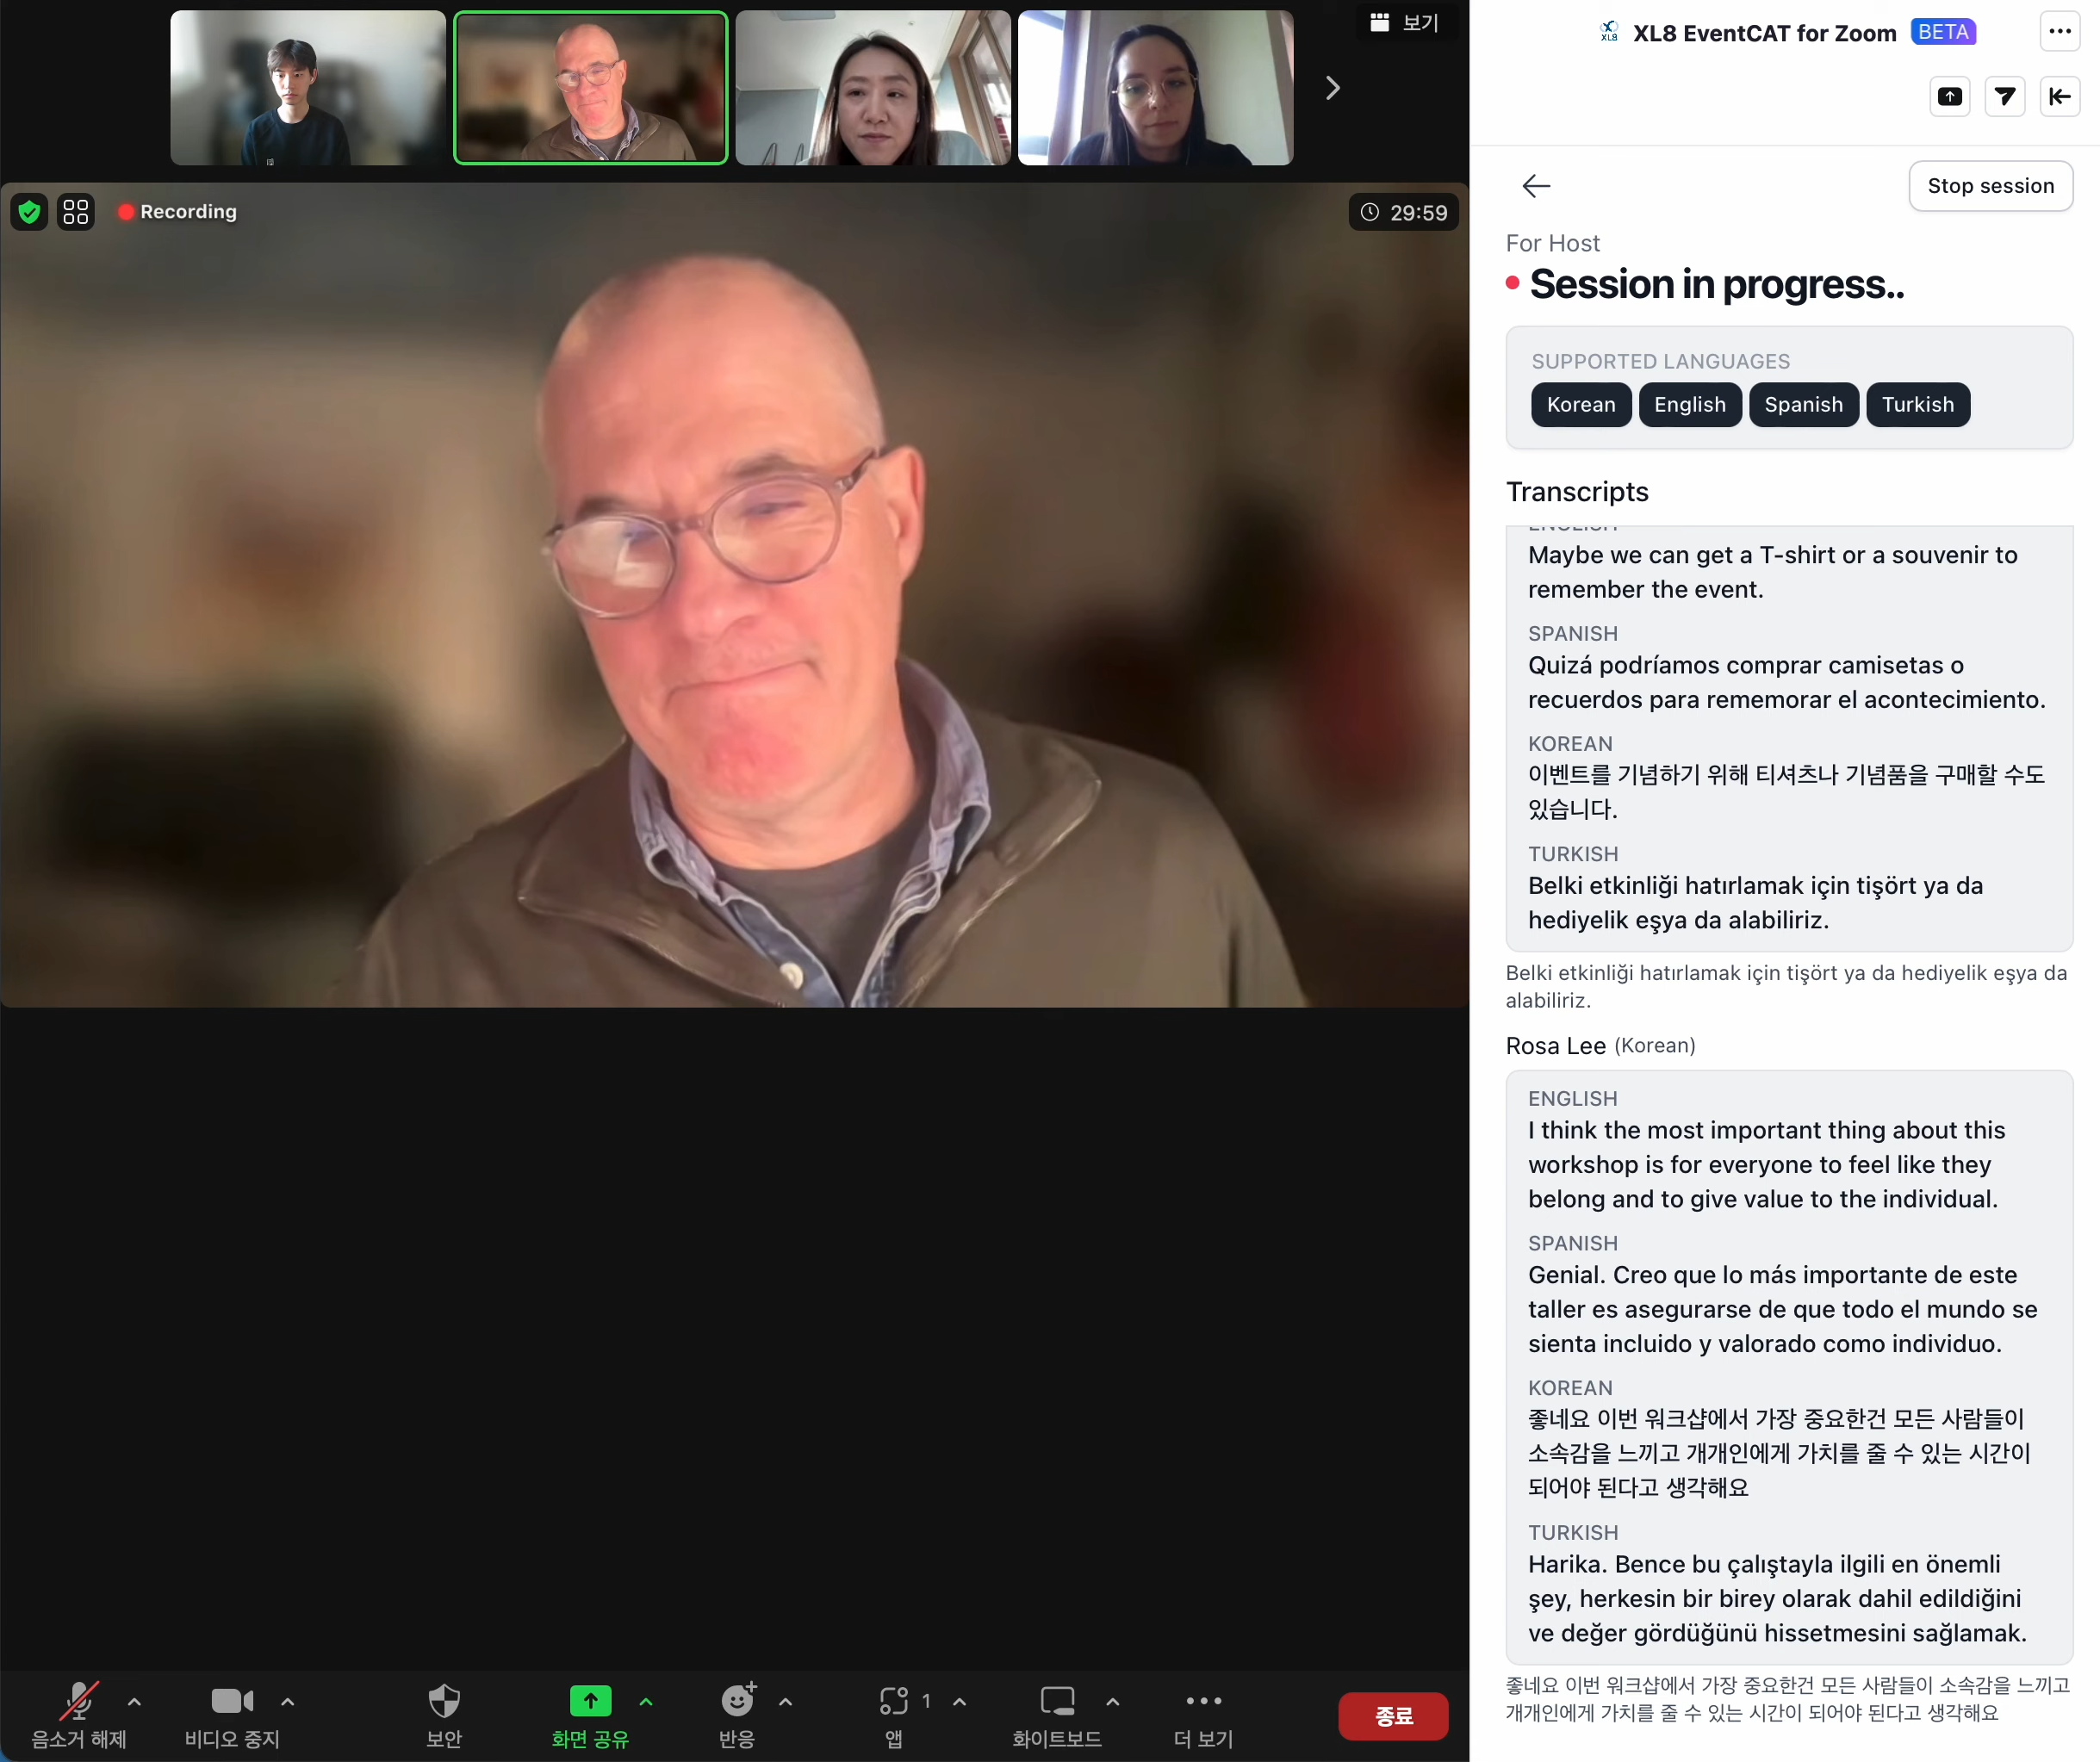 보기
Recording
29:59
음소거 해제
비디오 중지
보안
화면 공유
반응
1
앱
화이트보드
더 보기
종료
XL8
XL8 EventCAT for Zoom BETA
Stop session
For Host
Session in progress..
SUPPORTED LANGUAGES
Korean English Spanish Turkish
Transcripts
ENGLISH
Maybe we can get a T-shirt or a souvenir to
remember the event.
SPANISH
Quizá podríamos comprar camisetas o
recuerdos para rememorar el acontecimiento.
KOREAN
이벤트를 기념하기 위해 티셔츠나 기념품을 구매할 수도
있습니다.
TURKISH
Belki etkinliği hatırlamak için tişört ya da
hediyelik eşya da alabiliriz.
Belki etkinliği hatırlamak için tişört ya da hediyelik eşya da
alabiliriz.
Rosa Lee (Korean)
ENGLISH
I think the most important thing about this
workshop is for everyone to feel like they
belong and to give value to the individual.
SPANISH
Genial. Creo que lo más importante de este
taller es asegurarse de que todo el mundo se
sienta incluido y valorado como individuo.
KOREAN
좋네요 이번 워크샵에서 가장 중요한건 모든 사람들이
소속감을 느끼고 개개인에게 가치를 줄 수 있는 시간이
되어야 된다고 생각해요
TURKISH
Harika. Bence bu çalıştayla ilgili en önemli
şey, herkesin bir birey olarak dahil edildiğini
ve değer gördüğünü hissetmesini sağlamak.
좋네요 이번 워크샵에서 가장 중요한건 모든 사람들이 소속감을 느끼고
개개인에게 가치를 줄 수 있는 시간이 되어야 된다고 생각해요